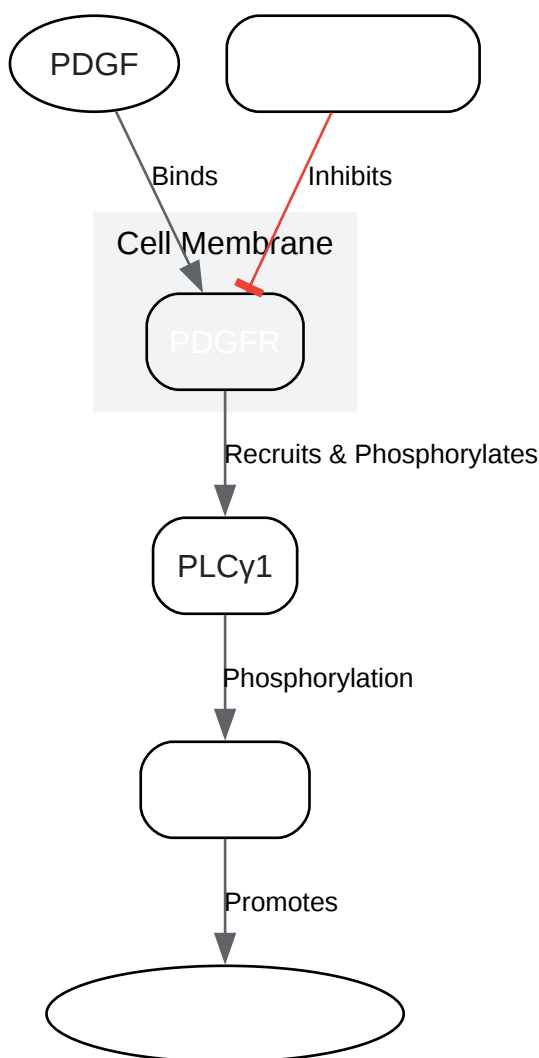 PDGF
Binds
Inhibits
Cell Membrane
PDGFR
Recruits & Phosphorylates
PLCγ1
Phosphorylation
Promotes